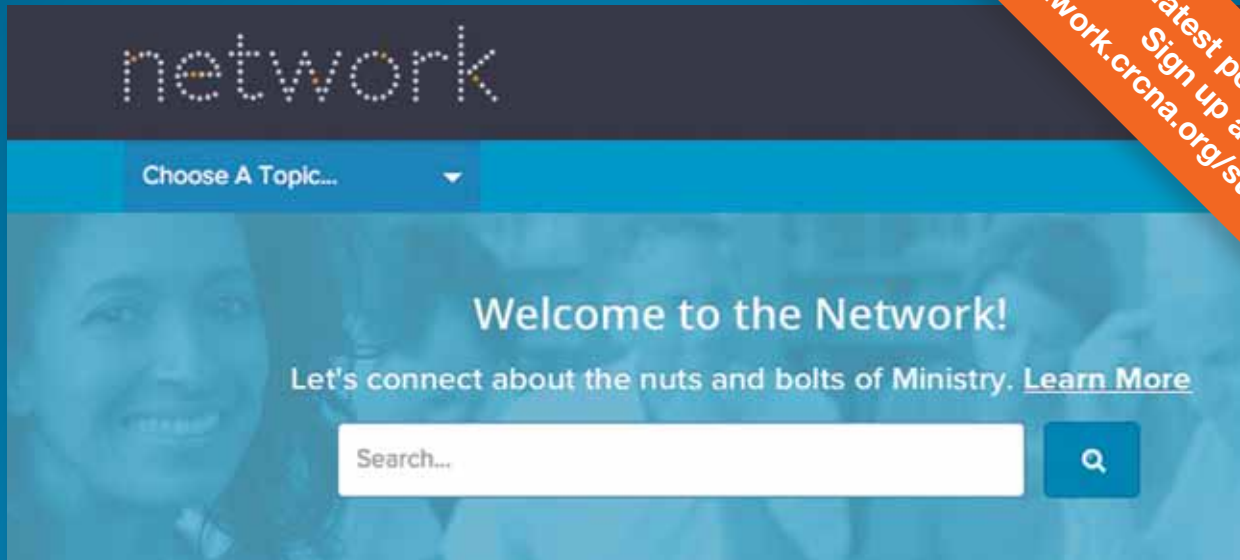 network
Sign up
Choose A Topic...
Welcome to the Network!
Let's connect about the nuts and bolts of Ministry. Learn More
Search...